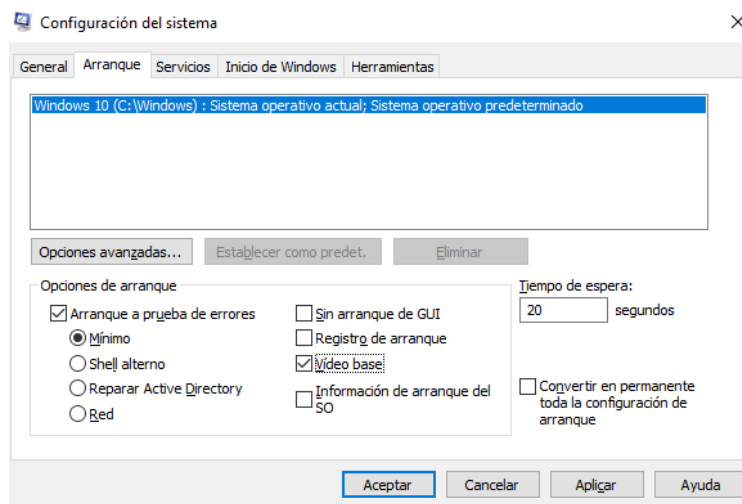 Configuración del sistema
General Arranque Servicios Inicio de Windows Herramientas
Windows 10 (C:\Windows) : Sistema operativo actual; Sistema operativo predeterminado
Opciones avanzadas... Establecer como predet. Eliminar
Opciones de arranque
Arranque a prueba de errores
Mínimo
Shell alterno
Reparar Active Directory
Red
Sin arranque de GUI
Registro de arranque
Vídeo base
Información de arranque del
SO
Tiempo de espera:
20 segundos
Convertir en permanente
toda la configuración de
arranque
Aceptar Cancelar Aplicar Ayuda